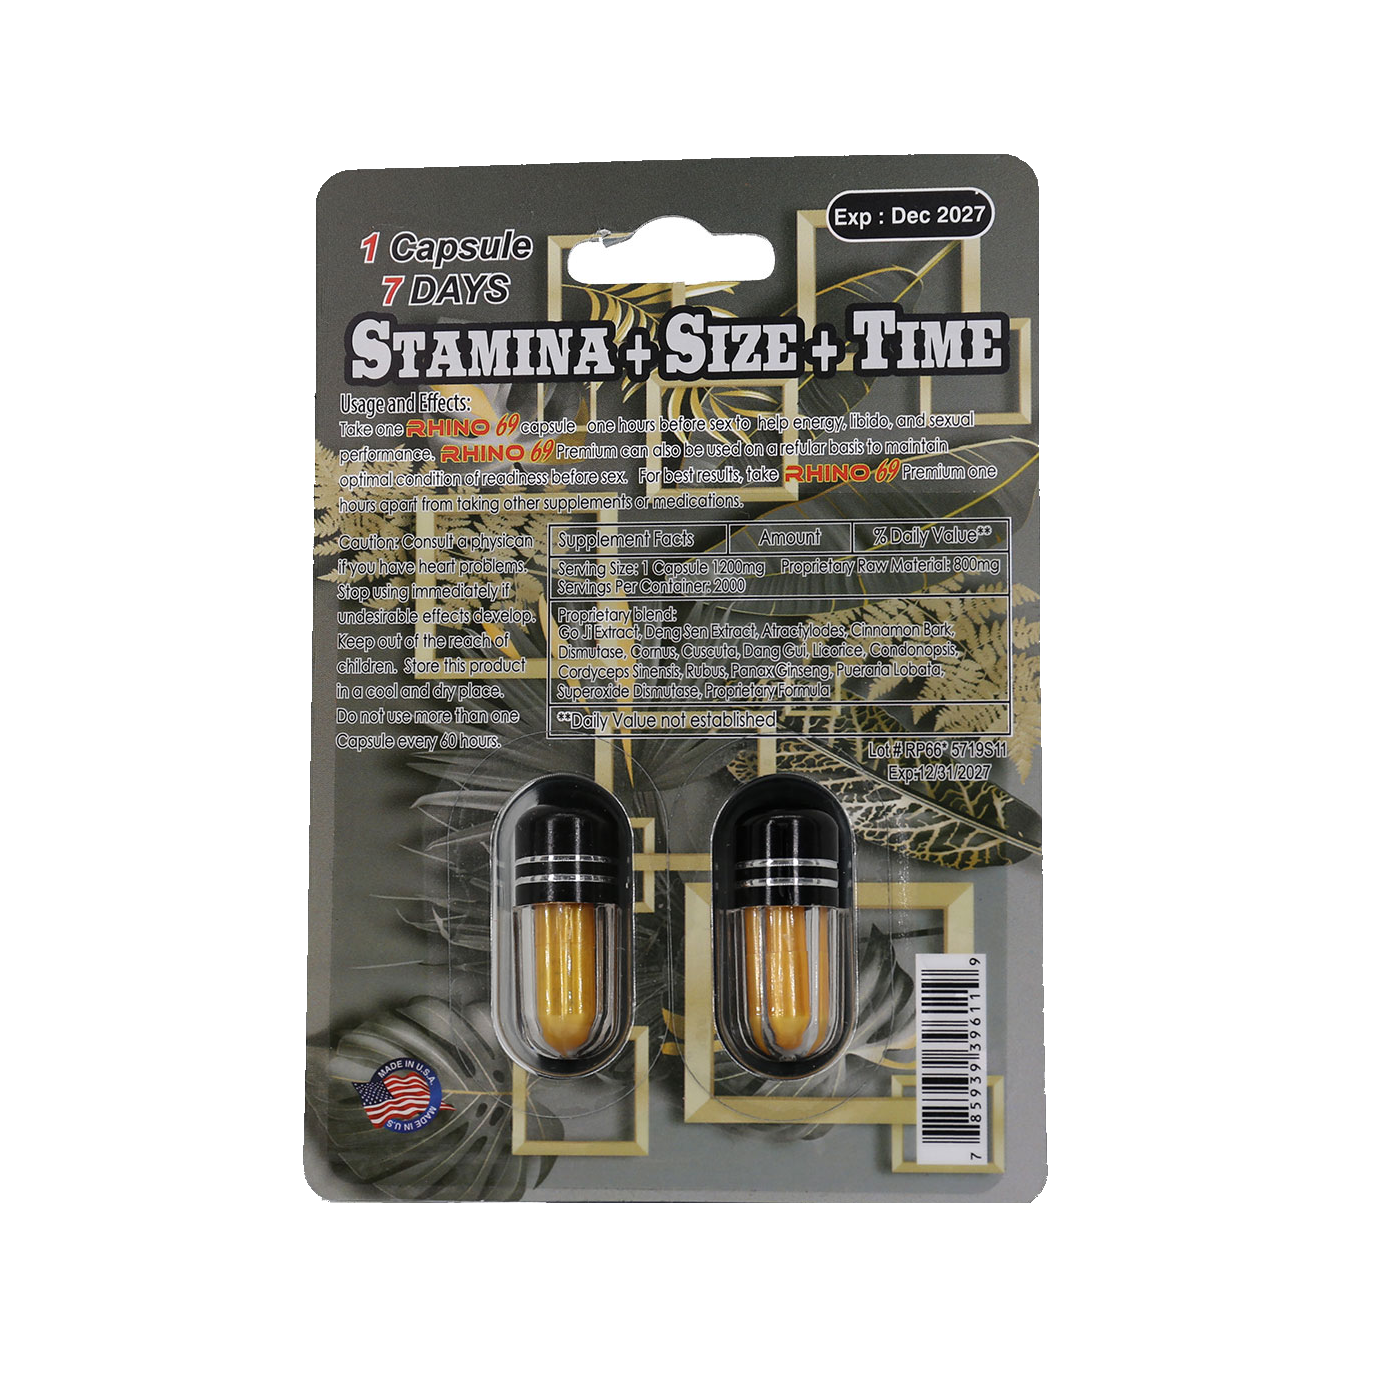 Exp : Dec 2027
1 Capsule
7 DAYS
STAMINA + SIZE + TIME
Usage and Effects:
Take one RHINO 69 capsule one hours before sex to help energy, libido, and sexual
performance. RHINO 69 Premium can also be used on a refular basis to maintain
optimal condition of readiness before sex. For best results, take RHINO 69 Premium one
hours apart from taking other supplements or medications.
Caution: Consult a physican
if you have heart problems.
Stop using immediately if
undesirable effects develop.
Keep out of the reach of
children. Store this product
in a cool and dry place.
Do not use more than one
Capsule every 60 hours.
Supplement Facts Amount % Daily Value**
Serving Size: 1 Capsule 1200mg Proprietary Raw Material: 800mg
Servings Per Container: 2000
Proprietary blend:
Go Ji Extract, Deng Sen Extract, Atractylodes, Cinnamon Bark,
Dismutase, Cornus, Cuscuta, Dang Gui, Licorice, Condonopsis,
Cordyceps Sinensis, Rubus, Panax Ginseng, Pueraria Lobata,
Superoxide Dismutase, Proprietary Formula
**Daily Value not established
Lot # RP66* 5719S11
Exp:12/31/2027
MADE IN U.S.A.
MADE IN U.S
7 85939 39611 9